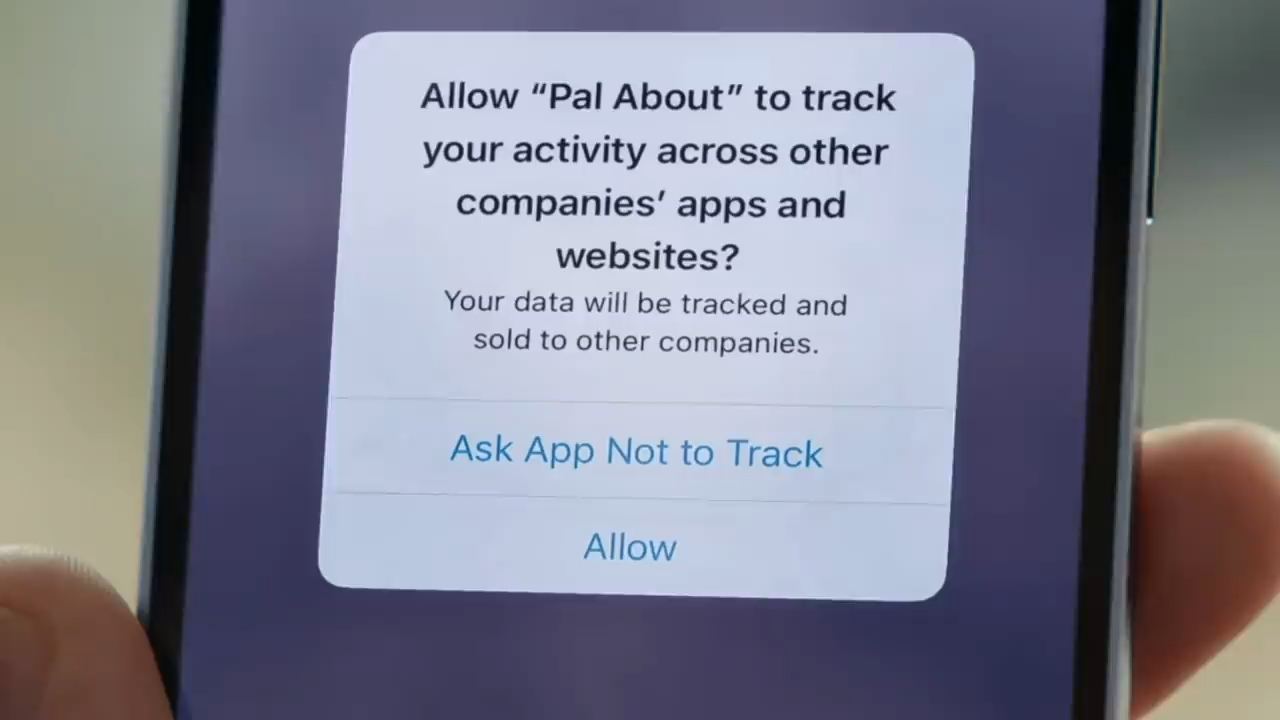 Allow “Pal About” to track
your activity across other
companies’ apps and
websites?
Your data will be tracked and
sold to other companies.
Ask App Not to Track
Allow